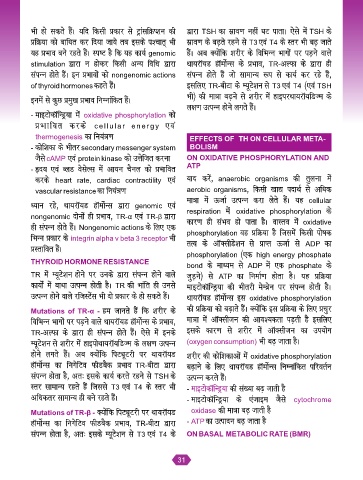 भी हो सकते हैं। यदि किसी प्रकार से ट्रांसक्रिप्शन की
प्रक्रिया को बाधित कर दिया जाये तब इसके पश्चात् भी
यह प्रभाव बने रहते हैं। स्पष्ट है कि यह कार्य genomic
stimulation द्वारा न होकर किसी अन्य विधि द्वारा
संपन्न होते हैं। इन प्रभावों को nongenomic actions
of thyroid hormones कहते हैं।
इनमें से कुछ प्रमुख प्रभाव निम्नांकित हैं।
- माइटोकॉन्ड्रिया में oxidative phosphorylation को
प्रभावित करके cellular energy एवं
thermogenesis का नियंत्रण
- कोशिका के भीतर secondary messenger system
जैसे cAMP एवं protein kinase को उत्तेजित करना
- हृदय एवं ब्लड वेसेल्स में आयन चैनल को प्रभावित
करके heart rate, cardiac contractility एवं
vascular resistance का नियंत्रण
ध्यान रहें, थायरॉयड हॉर्मोन्स द्वारा genomic एवं
nongenomic दोनों ही प्रभाव, TR-α एवं TR-β द्वारा
ही संपन्न होते हैं। Nongenomic actions के लिए एक
भिन्न प्रकार के integrin alpha v beta 3 receptor भी
प्रस्तावित हैं।
THYROID HORMONE RESISTANCE
TR में म्यूटेशन होने पर उनके द्वारा संपन्न होने वाले
कार्यों में बाधा उत्पन्न होती है। TR की भांति ही उनसे
उत्पन्न होने वाले रजिस्टेंस भी दो प्रकार के हो सकते हैं।
Mutations of TR-α - हम जानते हैं कि शरीर के
विभिन्न भागों पर पड़ने वाले थायरॉयड हॉर्मोन्स के प्रभाव,
TR-अल्फा के द्वारा ही संपन्न होते हैं। ऐसे में इनके
म्यूटेशन से शरीर में हाइपोथायरॉयडिज्म के लक्षण उत्पन्न
होने लगते हैं। अब क्योंकि पिट्यूटरी पर थायरॉयड
हॉर्मोन्स का निगेटिव फीडबैक प्रभाव TR-बीटा द्वारा
संपन्न होता है, अतः इसके कार्य करते रहने से TSH के
स्तर सामान्य रहते हैं जिससे T3 एवं T4 के स्तर भी
अधिकतर सामान्य ही बने रहते हैं।
Mutations of TR-β - क्योंकि पिट्यूटरी पर थायरॉयड
हॉर्मोन्स का निगेटिव फीडबैक प्रभाव, TR-बीटा द्वारा
संपन्न होता है, अतः इसके म्यूटेशन से T3 एवं T4 के
द्वारा TSH का स्रावण नहीं घट पाता। ऐसे में TSH के
स्रावण के बढ़ते रहने से T3 एवं T4 के स्तर भी बढ़ जाते
हैं। अब क्योंकि शरीर के विभिन्न भागों पर पड़ने वाले
थायरॉयड हॉर्मोन्स के प्रभाव, TR-अल्फा के द्वारा ही
संपन्न होते हैं जो सामान्य रूप से कार्य कर रहे हैं,
इसलिए TR-बीटा के म्यूटेशन से T3 एवं T4 (एवं TSH
भी) की मात्रा बढ़ने से शरीर में हाइपरथायरॉयडिज्म के
लक्षण उत्पन्न होने लगते हैं।
EFFECTS OF TH ON CELLULAR META-
BOLISM
ON OXIDATIVE PHOSPHORYLATION AND
ATP
याद करें, anaerobic organisms की तुलना में
aerobic organisms, किसी खाद्य पदार्थ से अधिक
मात्रा में ऊर्जा उत्पन्न करा लेते हैं। यह cellular
respiration में oxidative phosphorylation के
कारण ही संभव हो पाता है। वास्तव में oxidative
phosphorylation वह प्रक्रिया है जिसमें किसी पोषक
तत्व के ऑक्सीडेशन से प्राप्त ऊर्जा से ADP का
phosphorylation (एक high energy phosphate
bond के माध्यम से ADP में एक phosphate के
जुड़ने) से ATP का निर्माण होता है। यह प्रक्रिया
माइटोकॉन्ड्रिया की भीतरी मेम्ब्रेन पर संपन्न होती है।
थायरॉयड हॉर्मोन्स इस oxidative phosphorylation
की प्रक्रिया को बढ़ाते हैं। क्योंकि इस प्रक्रिया के लिए प्रचुर
मात्रा में ऑक्सीजन की आवश्यकता पड़ती है इसलिए
इसके कारण से शरीर में ऑक्सीजन का उपयोग
(oxygen consumption) भी बढ़ जाता है।
शरीर की कोशिकाओं में oxidative phosphorylation
बढ़ाने के लिए थायरॉयड हॉर्मोन्स निम्नांकित परिवर्तन
उत्पन्न करते हैं।
- माइटोकॉन्ड्रिया की संख्या बढ़ जाती है
- माइटोकॉन्ड्रिया के एंजाइम जैसे cytochrome
oxidase की मात्रा बढ़ जाती है
- ATP का उत्पादन बढ़ जाता है
ON BASAL METABOLIC RATE (BMR)
31